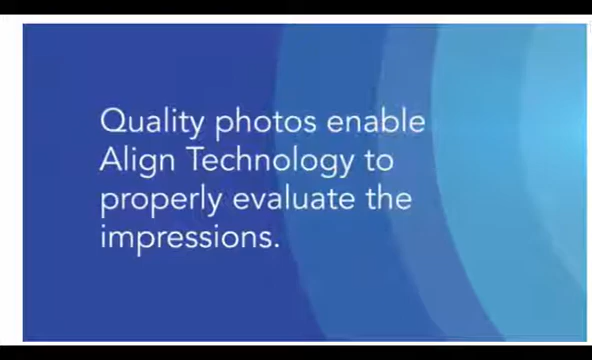 Quality photos enable
Align Technology to
properly evaluate the
impressions.